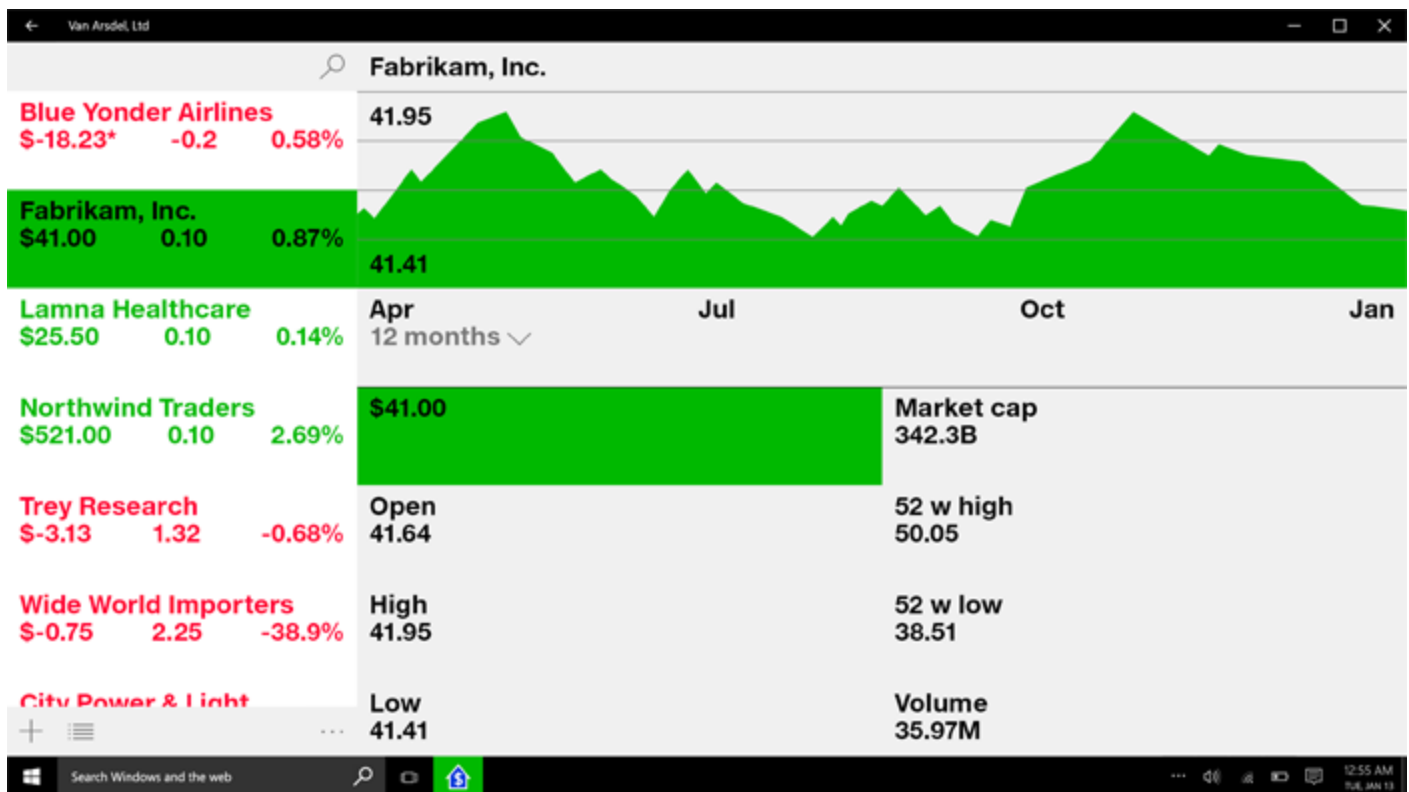 Van Arsdel, Ltd
Fabrikam, Inc.
Blue Yonder Airlines
$-18.23* -0.2 0.58%
Fabrikam, Inc.
$41.00 0.10 0.87%
Lamna Healthcare
$25.50 0.10 0.14%
Northwind Traders
$521.00 0.10 2.69%
Trey Research
$-3.13 1.32 -0.68%
Wide World Importers
$-0.75 2.25 -38.9%
City Power & Light
41.95
41.41
Apr Jul Oct Jan
12 months
$41.00
Market cap
342.3B
Open
41.64
52 w high
50.05
High
41.95
52 w low
38.51
Low
41.41
Volume
35.97M
Search Windows and the web
$
12:55 AM
TUE, JAN 13